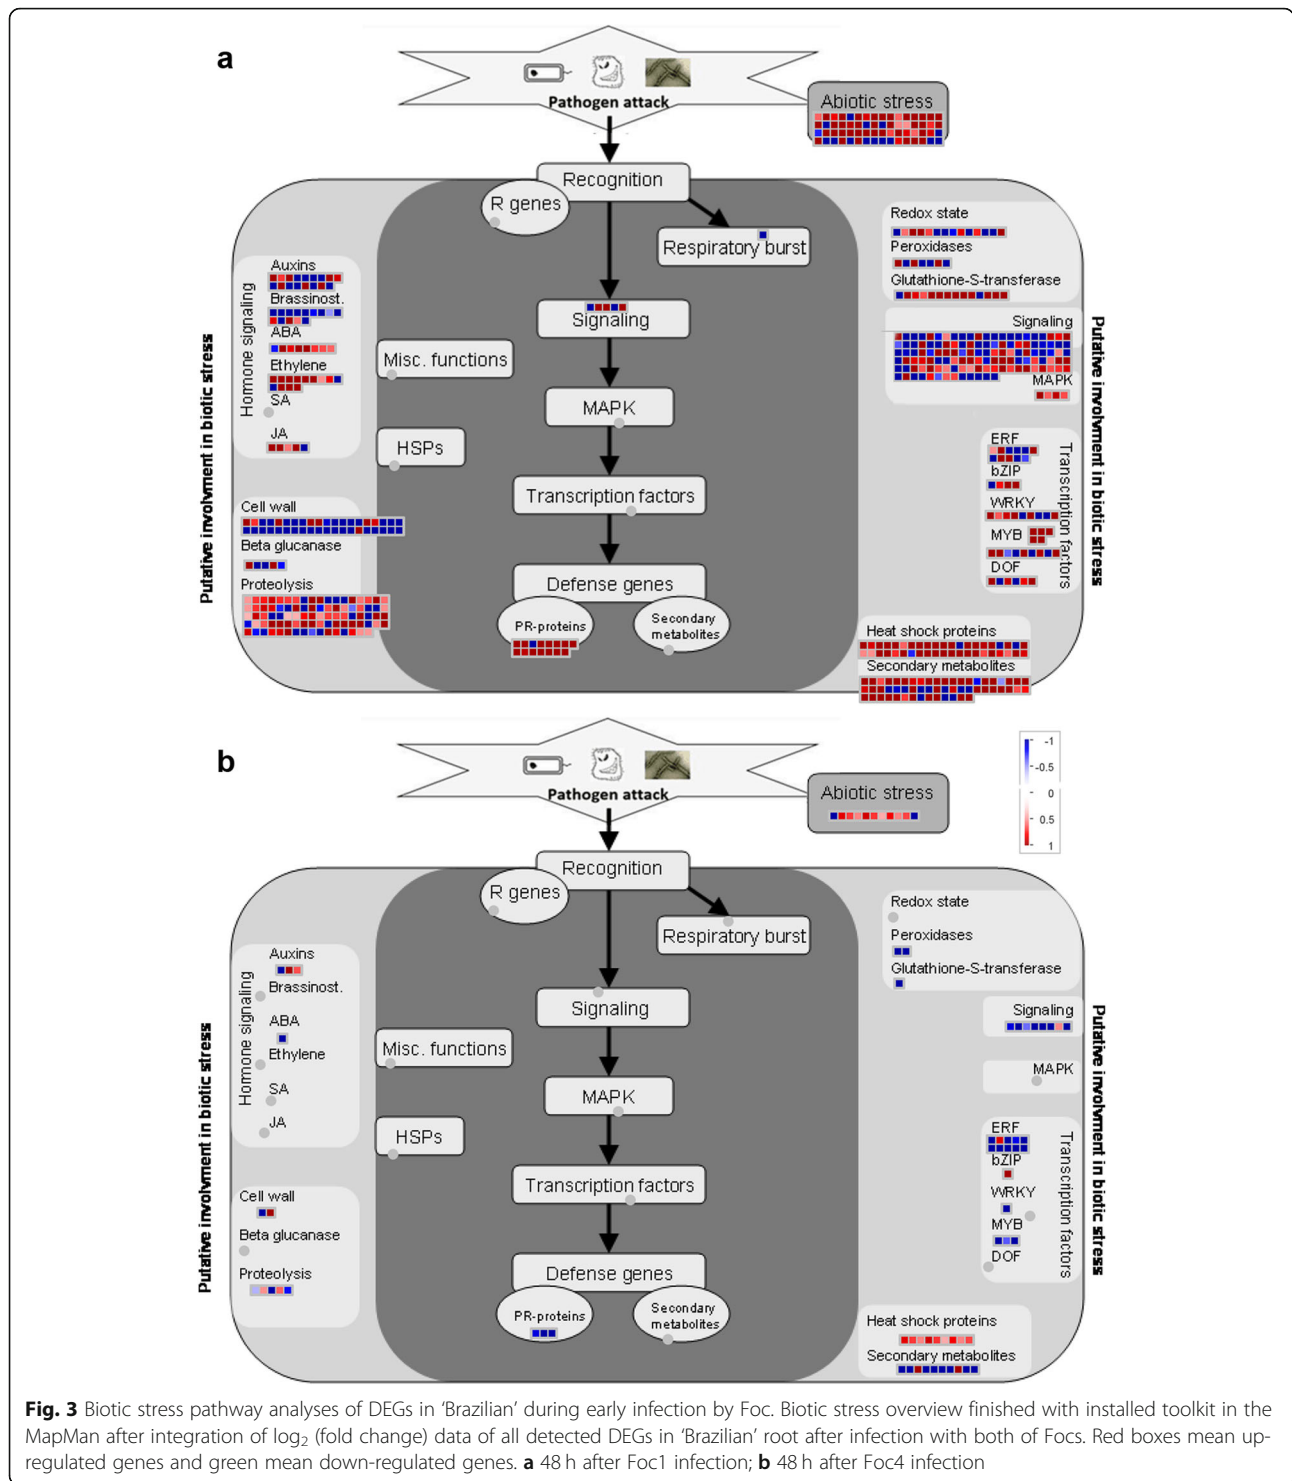 a
Pathogen attack
Abiotic stress
Recognition
R genes
Respiratory burst
Redox state
Peroxidases
Glutathione-S-transferase
Hormone signaling
Auxins
Brassinost.
ABA
Ethylene
SA
JA
Signaling
Misc. functions
MAPK
HSPs
Transcription factors
Signaling
MAPK
ERF
bZIP
WRKY
MYB
DOF
Transcription factors
Putative involvment in biotic stress
Putative involvment in biotic stress
Cell wall
Beta glucanase
Proteolysis
Defense genes
PR-proteins
Secondary
metabolites
Heat shock proteins
Secondary metabolites
b
Pathogen attack
Abiotic stress
-1
-0.5
0
0.5
1
Recognition
R genes
Respiratory burst
Redox state
Peroxidases
Glutathione-S-transferase
Hormone signaling
Auxins
Brassinost.
ABA
Ethylene
SA
JA
Signaling
Misc. functions
MAPK
HSPs
Transcription factors
Signaling
MAPK
ERF
bZIP
WRKY
MYB
DOF
Transcription factors
Putative involvment in biotic stress
Putative involvment in biotic stress
Cell wall
Beta glucanase
Proteolysis
Defense genes
PR-proteins
Secondary
metabolites
Heat shock proteins
Secondary metabolites
Fig. 3 Biotic stress pathway analyses of DEGs in ‘Brazilian’ during early infection by Foc. Biotic stress overview finished with installed toolkit in the
MapMan after integration of log2 (fold change) data of all detected DEGs in ‘Brazilian’ root after infection with both of Focs. Red boxes mean up-
regulated genes and green mean down-regulated genes. a 48 h after Foc1 infection; b 48 h after Foc4 infection